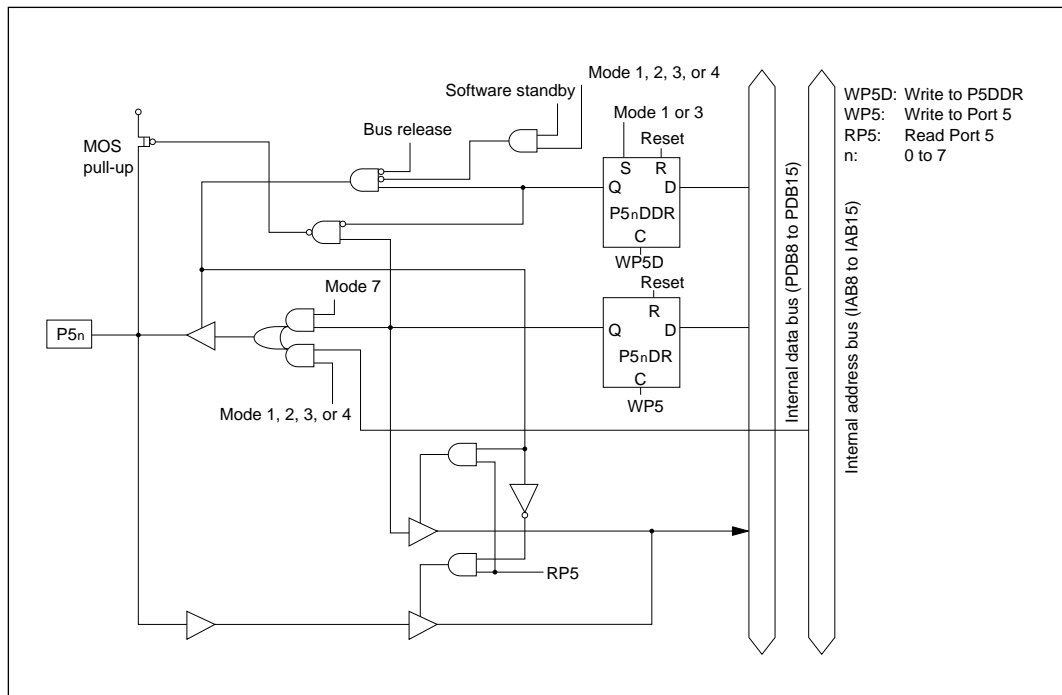 Mode 1, 2, 3, or 4
Software standby
Mode 1 or 3
Bus release
MOS
pull-up
Reset
S R
Q D
P5nDDR
C
WP5D
Mode 7
Reset
R
Q D
P5nDR
C
WP5
P5n
Mode 1, 2, 3, or 4
RP5
Internal data bus (PDB8 to PDB15)
Internal address bus (IAB8 to IAB15)
WP5D: Write to P5DDR
WP5: Write to Port 5
RP5: Read Port 5
n: 0 to 7